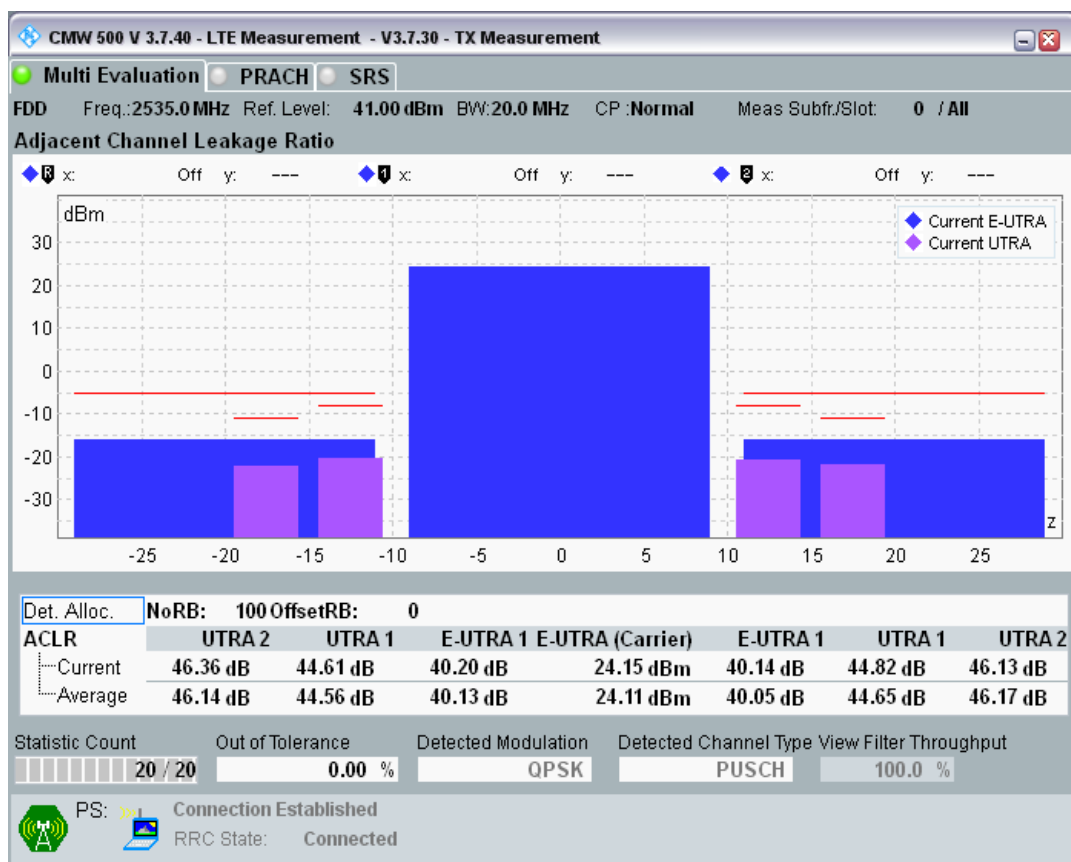 CMW 500 V 3.7.40 - LTE Measurement - V3.7.30 - TX Measurement
Multi Evaluation PRACH SRS
FDD Freq.:2535.0 MHz Ref. Level: 41.00 dBm BW:20.0 MHz CP :Normal Meas Subfr./Slot: 0 / All
Adjacent Channel Leakage Ratio
R x: Off y: --- 1 x: Off y: --- 2 x: Off y: ---
dBm
Current E-UTRA
Current UTRA
30
20
10
0
-10
-20
-30
z
-25 -20 -15 -10 -5 0 5 10 15 20 25
Det. Alloc. NoRB: 100 OffsetRB: 0
ACLR UTRA 2 UTRA 1 E-UTRA 1 E-UTRA (Carrier) E-UTRA 1 UTRA 1 UTRA 2
Current 46.36 dB 44.61 dB 40.20 dB 24.15 dBm 40.14 dB 44.82 dB 46.13 dB
Average 46.14 dB 44.56 dB 40.13 dB 24.11 dBm 40.05 dB 44.65 dB 46.17 dB
Statistic Count Out of Tolerance Detected Modulation Detected Channel Type View Filter Throughput
20 / 20 0.00 % QPSK PUSCH 100.0 %
PS: Connection Established
RRC State: Connected